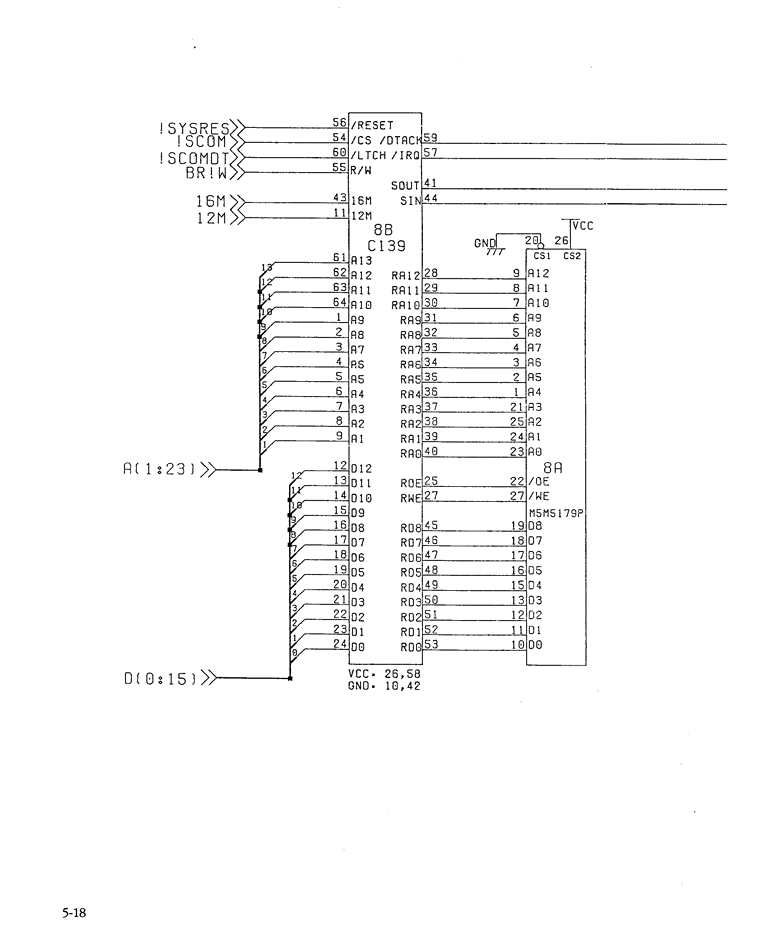 !SYSRES 56 /RESET
!SCOM 54 /CS /DTACK 59
!SCOMDT 60 /LTCH /IRQ 57
BR!W 55 R/W
SOUT 41
16M 43 16M SIN 44
12M 11 12M
8B
C139
GND 20 26 VCC
CS1 CS2
13 61 A13
12 62 A12 RA12 28 9 A12
11 63 A11 RA11 29 8 A11
10 64 A10 RA10 30 7 A10
9 1 A9 RA9 31 6 A9
8 2 A8 RA8 32 5 A8
7 3 A7 RA7 33 4 A7
6 4 A6 RA6 34 3 A6
5 5 A5 RA5 35 2 A5
4 6 A4 RA4 36 1 A4
3 7 A3 RA3 37 21 A3
2 8 A2 RA2 38 25 A2
1 9 A1 RA1 39 24 A1
RA0 40 23 A0
A(1:23) 8A
12 12 D12
11 13 D11 ROE 25 22 /OE
10 14 D10 RWE 27 27 /WE
9 15 D9 M5M5179P
8 16 D8 RD8 45 19 D8
7 17 D7 RD7 46 18 D7
6 18 D6 RD6 47 17 D6
5 19 D5 RD5 48 16 D5
4 20 D4 RD4 49 15 D4
3 21 D3 RD3 50 13 D3
2 22 D2 RD2 51 12 D2
1 23 D1 RD1 52 11 D1
0 24 D0 RD0 53 10 D0
D(0:15)
VCC= 26,58
GND= 10,42
5-18